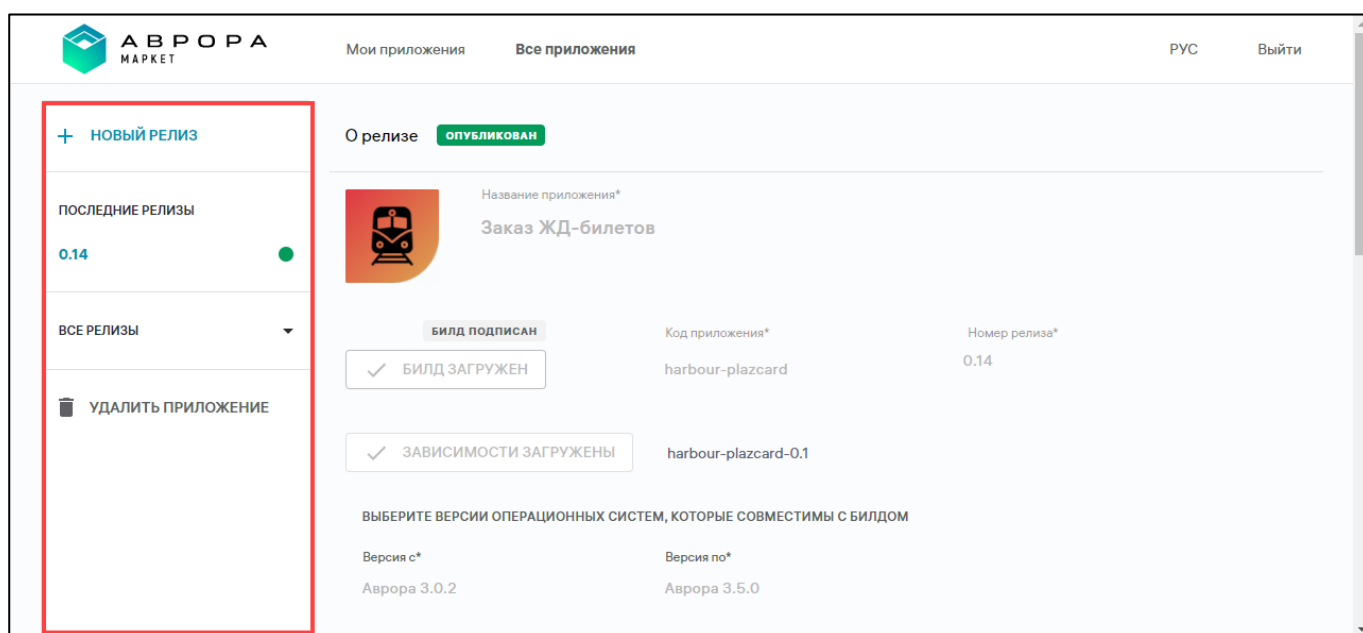 АВРОРА
МАРКЕТ
Мои приложения
Все приложения
РУС
Выйти
+ НОВЫЙ РЕЛИЗ
ПОСЛЕДНИЕ РЕЛИЗЫ
0.14
ВСЕ РЕЛИЗЫ
УДАЛИТЬ ПРИЛОЖЕНИЕ
О релизе
ОПУБЛИКОВАН
Название приложения*
Заказ ЖД-билетов
БИЛД ПОДПИСАН
БИЛД ЗАГРУЖЕН
Код приложения*
harbour-plazcard
Номер релиза*
0.14
ЗАВИСИМОСТИ ЗАГРУЖЕНЫ
harbour-plazcard-0.1
ВЫБЕРИТЕ ВЕРСИИ ОПЕРАЦИОННЫХ СИСТЕМ, КОТОРЫЕ СОВМЕСТИМЫ С БИЛДОМ
Версия с*
Аврора 3.0.2
Версия по*
Аврора 3.5.0